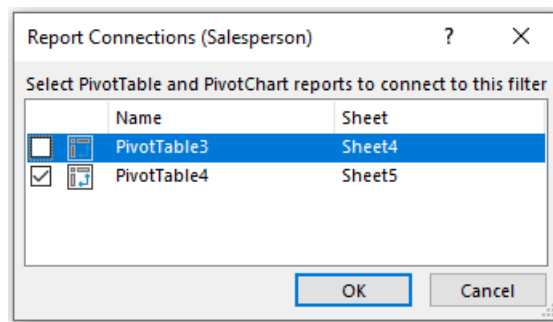 Report Connections (Salesperson) ?
Select PivotTable and PivotChart reports to connect to this filter
Name Sheet
PivotTable3 Sheet4
PivotTable4 Sheet5
OK Cancel